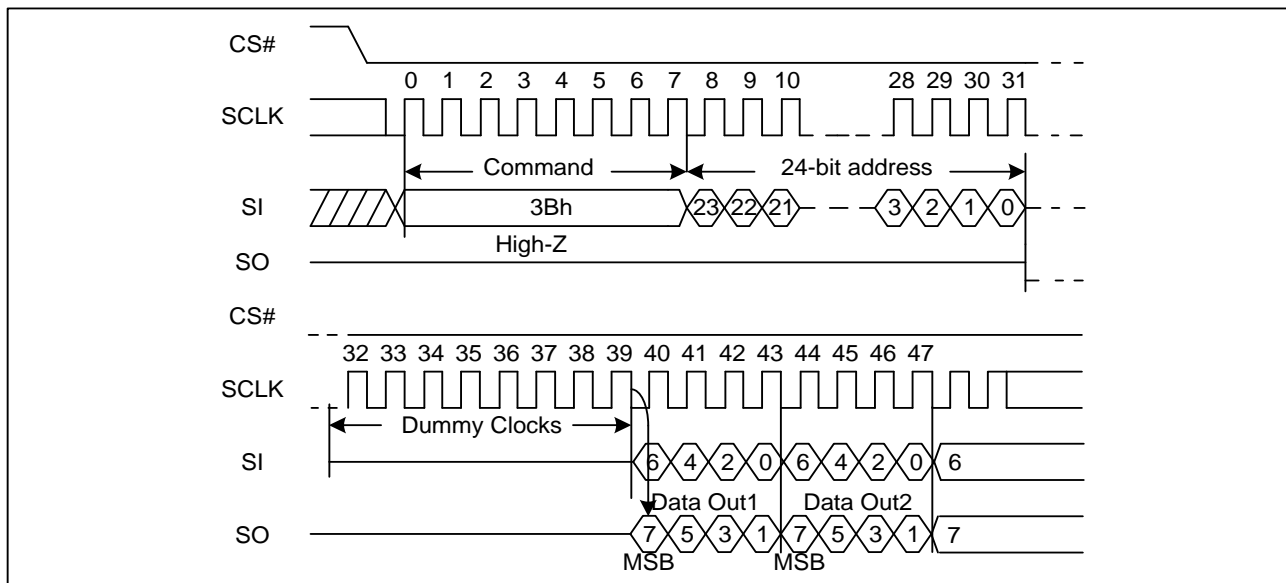 CS#
0 1 2 3 4 5 6 7 8 9 10 28 29 30 31
SCLK
Command 24-bit address
SI 3Bh 23 22 21 3 2 1 0
High-Z
SO
CS#
32 33 34 35 36 37 38 39 40 41 42 43 44 45 46 47
SCLK
Dummy Clocks
SI 6 4 2 0 6 4 2 0 6
Data Out1 Data Out2
SO 7 5 3 1 7 5 3 1 7
MSB MSB